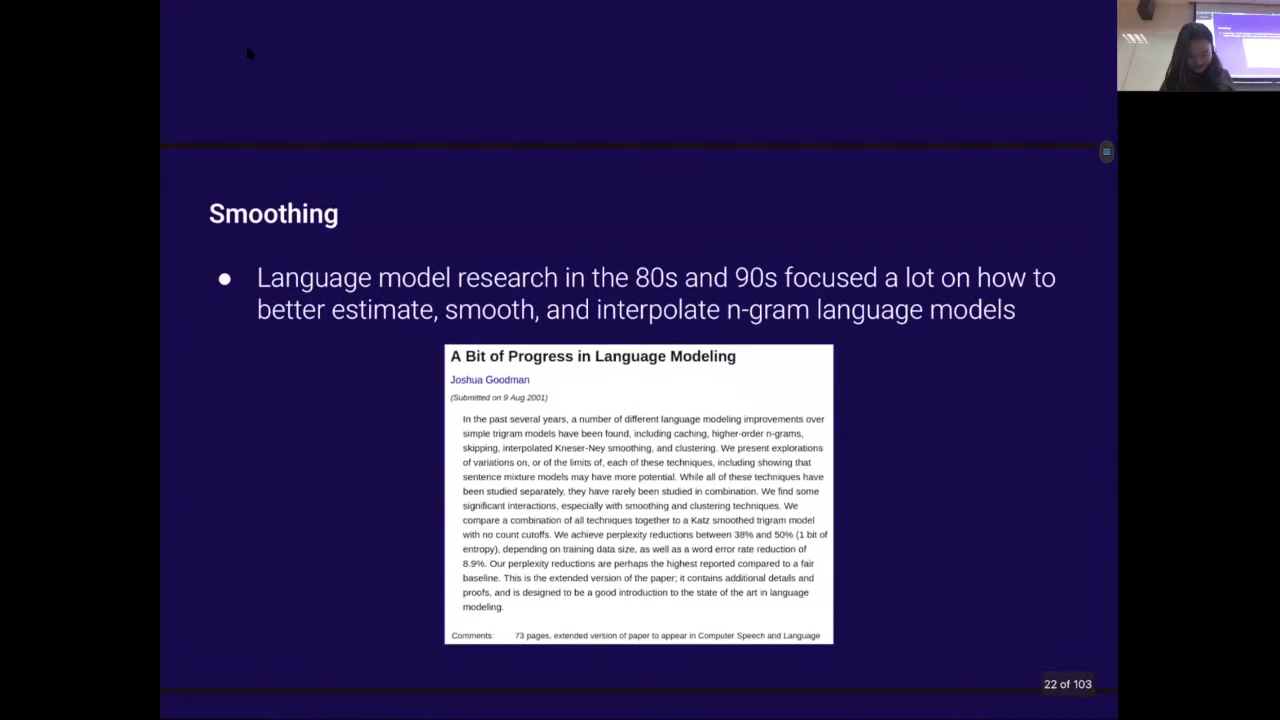 Smoothing
● Language model research in the 80s and 90s focused a lot on how to
better estimate, smooth, and interpolate n-gram language models
A Bit of Progress in Language Modeling
Joshua Goodman
(Submitted on 9 Aug 2001)
In the past several years, a number of different language modeling improvements over
simple trigram models have been found, including caching, higher-order n-grams,
skipping, interpolated Kneser-Ney smoothing, and clustering. We present explorations
of variations on, or of the limits of, each of these techniques, including showing that
sentence mixture models may have more potential. While all of these techniques have
been studied separately, they have rarely been studied in combination. We find some
significant interactions, especially with smoothing and clustering techniques. We
compare a combination of all techniques together to a Katz smoothed trigram model
with no count cutoffs. We achieve perplexity reductions between 38% and 50% (1 bit of
entropy), depending on training data size, as well as a word error rate reduction of
8.9%. Our perplexity reductions are perhaps the highest reported compared to a fair
baseline. This is the extended version of the paper; it contains additional details and
proofs, and is designed to be a good introduction to the state of the art in language
modeling.
Comments: 73 pages, extended version of paper to appear in Computer Speech and Language
22 of 103